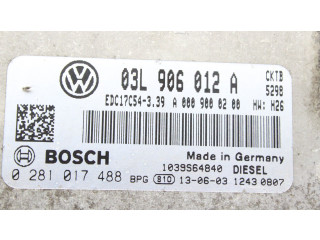 03L 906 012 A CKTB
5298
EDC17C54-3.39 A 000 900 02 00 HW: H26
Made in Germany
BOSCH 1039S64840 DIESEL
0 281 017 488 BPG 810 13-06-03 1243 0807